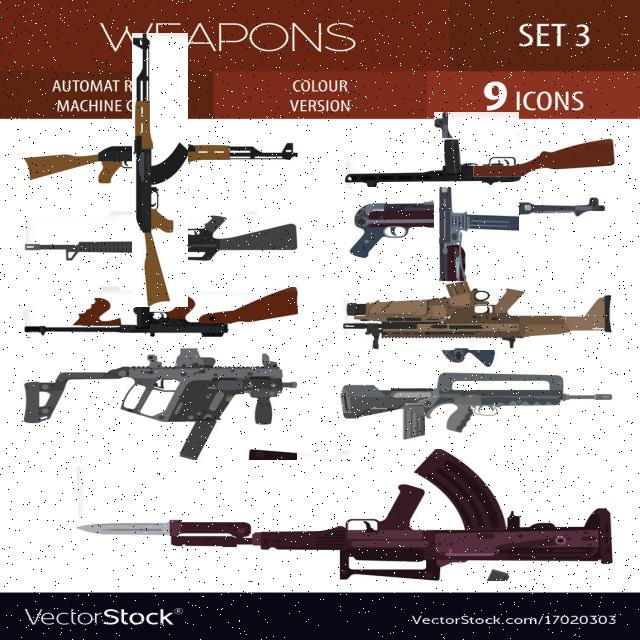 WEAPONS
SET 3
AUTOMAT
MACHINE
COLOUR
VERSION
9 ICONS
VectorStock®
VectorStock.com/17020303